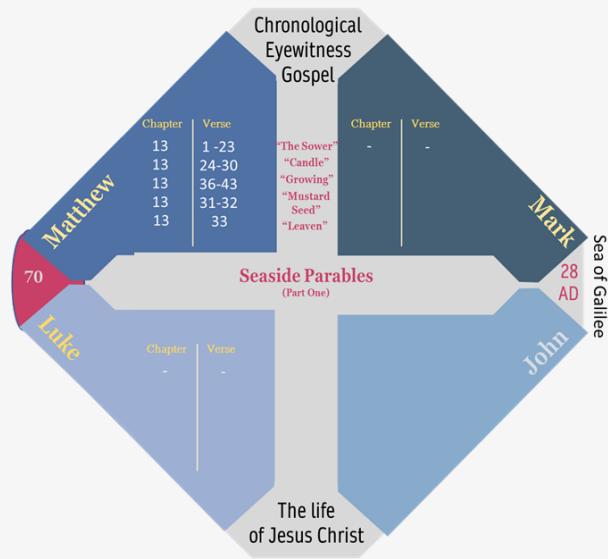 Chronological
Eyewitness
Gospel
Chapter Verse
13 1 -23
13 24-30
13 36-43
13 31-32
13 33
"The Sower"
"Candle"
"Growing"
"Mustard
Seed"
"Leaven"
Chapter Verse
- -
Matthew
Mark
70
Seaside Parables
(Part One)
28
AD
Sea of Galilee
Luke
John
Chapter Verse
- -
The life
of Jesus Christ